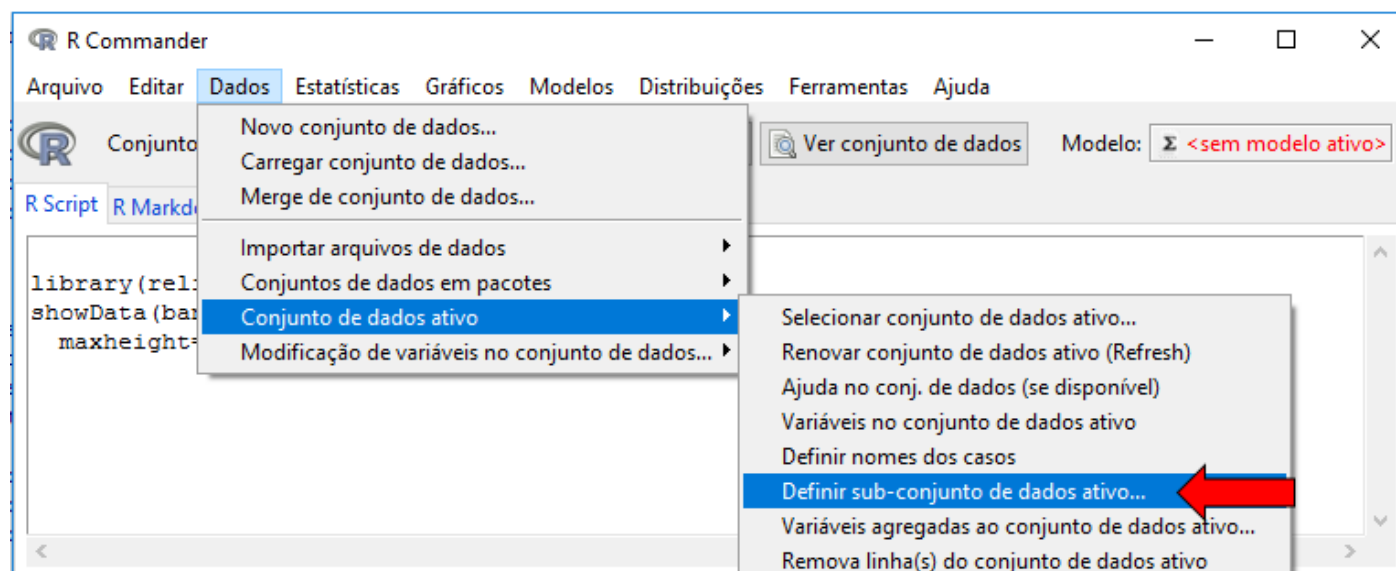 R Commander
Arquivo Editar Dados Estatísticas Gráficos Modelos Distribuições Ferramentas Ajuda
Conjunto
Ver conjunto de dados
Modelo: Σ <sem modelo ativo>
R Script
Novo conjunto de dados...
Carregar conjunto de dados...
Merge de conjunto de dados...
Importar arquivos de dados
Conjuntos de dados em pacotes
Conjunto de dados ativo
Modificação de variáveis no conjunto de dados...
library(reli
showData(ban
maxheight=
Selecionar conjunto de dados ativo...
Renovar conjunto de dados ativo (Refresh)
Ajuda no conj. de dados (se disponível)
Variáveis no conjunto de dados ativo
Definir nomes dos casos
Definir sub-conjunto de dados ativo...
Variáveis agregadas ao conjunto de dados ativo...
Remova linha(s) do conjunto de dados ativo